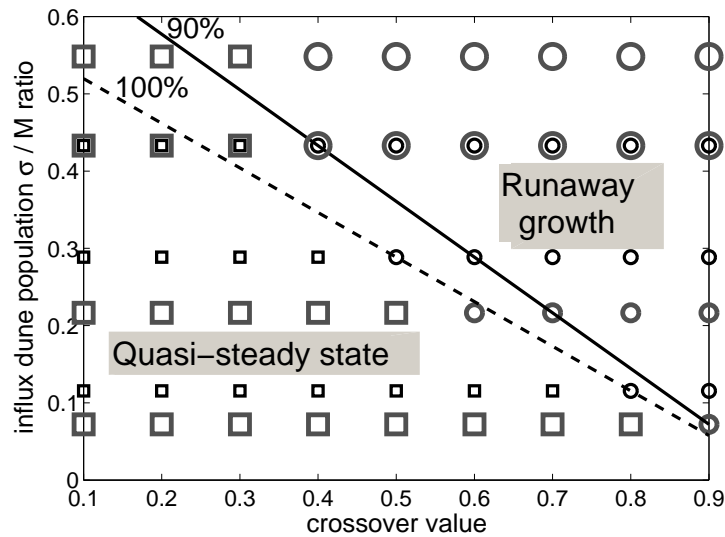 0.6
90%
0.5
100%
0.4
Runaway
growth
0.3
0.2
Quasi−steady state
0.1
0
0.1 0.2 0.3 0.4 0.5 0.6 0.7 0.8 0.9
crossover value
influx dune population σ / M ratio